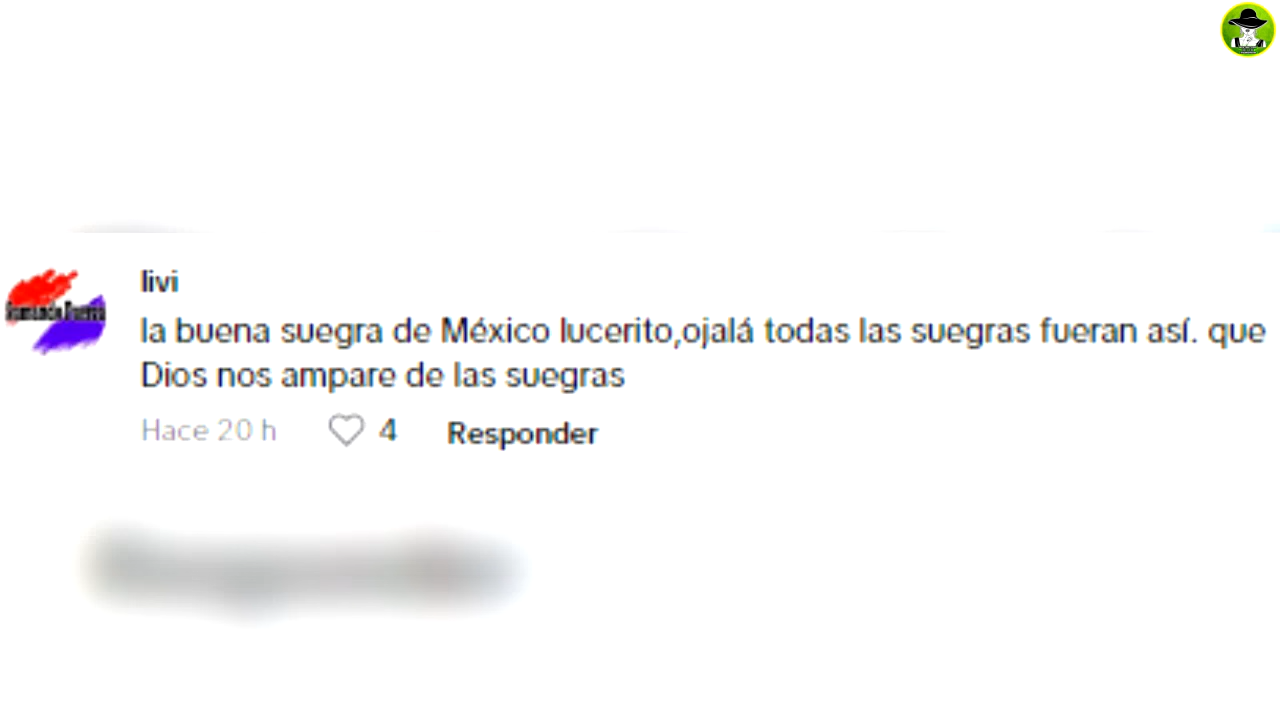 livi
la buena suegra de México lucerito,ojalá todas las suegras fueran así. que
Dios nos ampare de las suegras
Hace 20 h 4 Responder